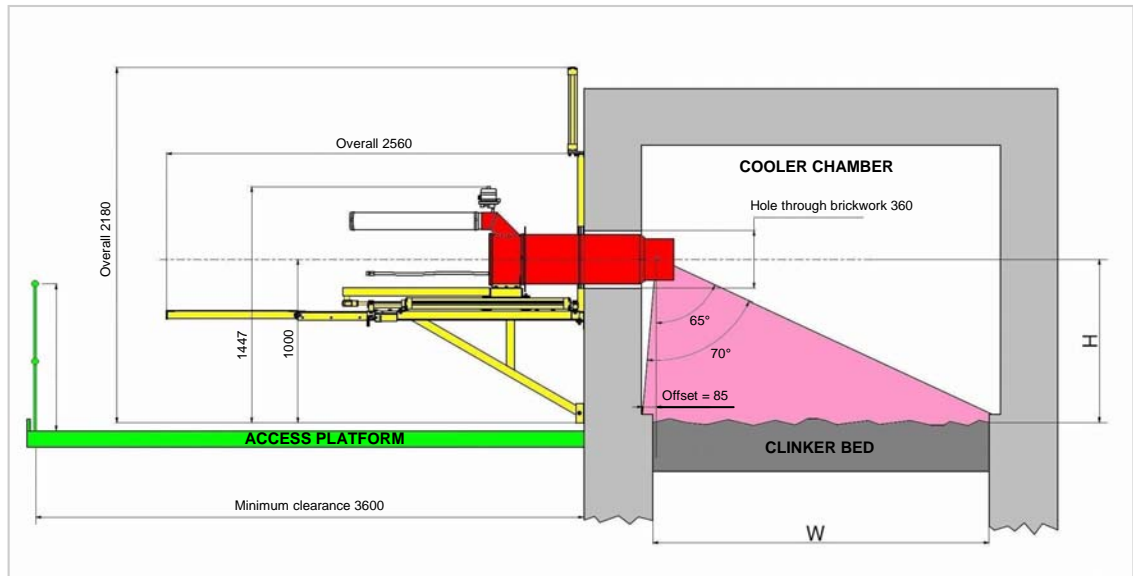 Overall 2560
COOLER CHAMBER
Hole through brickwork 360
Overall 2180
1447
1000
65°
70°
H
Offset = 85
ACCESS PLATFORM
CLINKER BED
Minimum clearance 3600
W